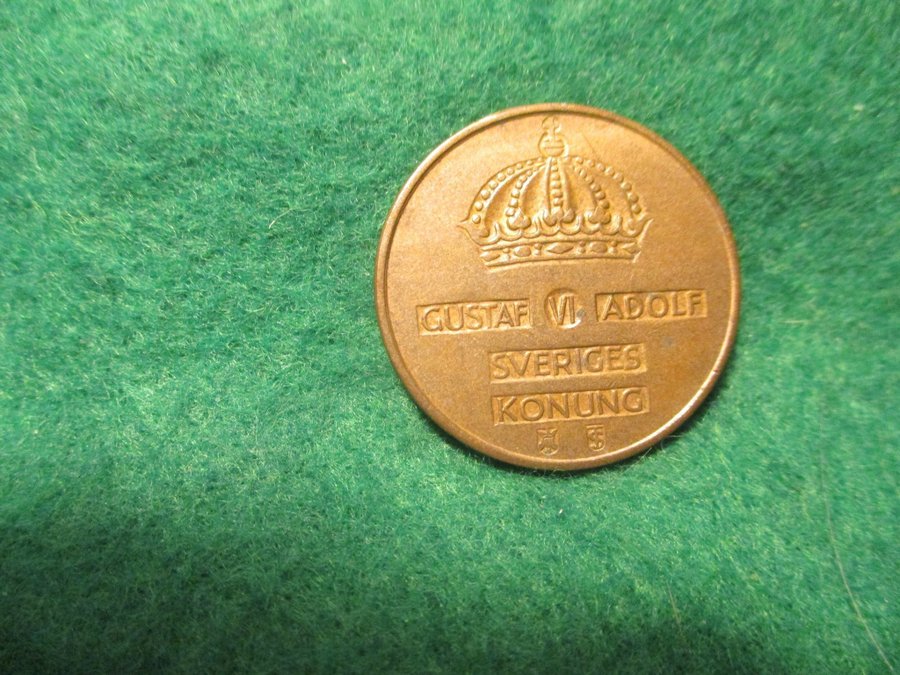 GUSTAF VI ADOLF
SVERIGES
KONUNG